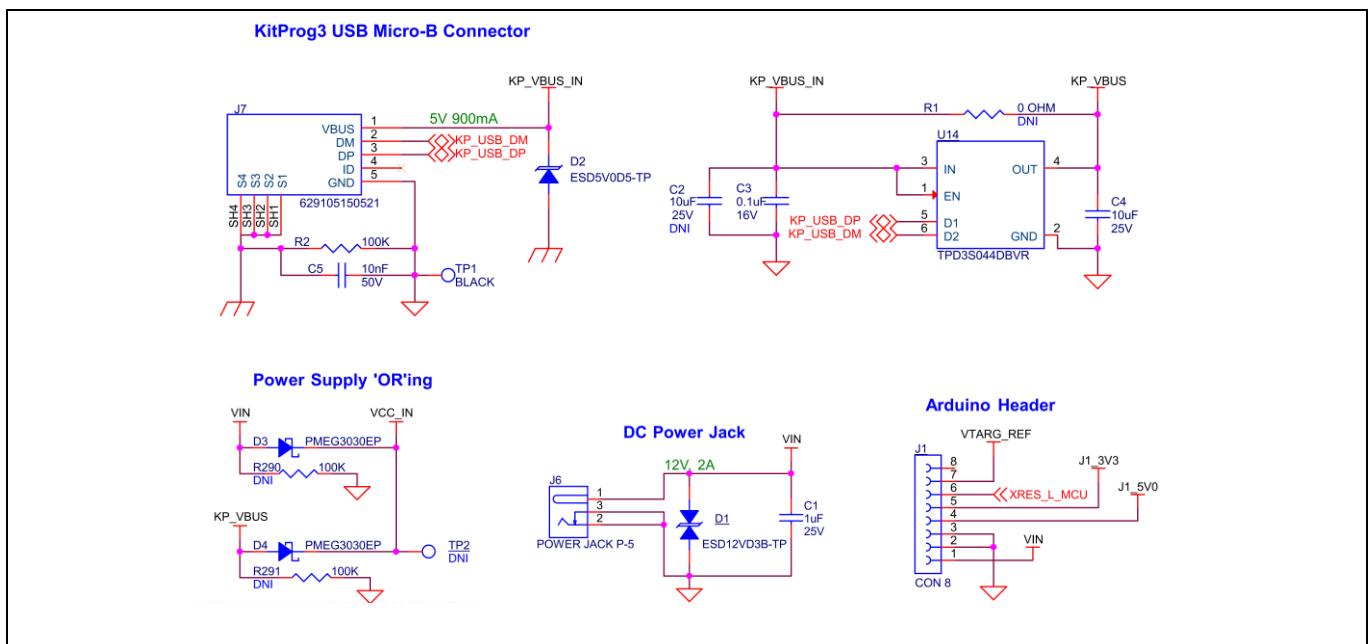 KitProg3 USB Micro-B Connector
KP_VBUS_IN
J7
5V 900mA
VBUS 1
DM 2 KP_USB_DM
DP 3 KP_USB_DP
ID 4
GND 5
S4 S3 S2 S1
629105150521
SH4 SH3 SH2 SH1
D2
ESD5V0D5-TP
R2 100K
C5 10nF
50V
TP1
BLACK
KP_VBUS_IN KP_VBUS
R1 0 OHM
DNI
U14
3 IN OUT 4
1 EN
5 D1
6 D2 GND 2
TPD3S044DBVR
KP_USB_DP
KP_USB_DM
C2
10uF
25V
DNI
C3
0.1uF
16V
C4
10uF
25V
Power Supply 'OR'ing
VIN VCC_IN
D3 PMEG3030EP
R290 100K
DNI
KP_VBUS
D4 PMEG3030EP
TP2
DNI
R291 100K
DNI
DC Power Jack
VIN
12V 2A
J6
1
3
2
POWER JACK P-5
D1
ESD12VD3B-TP
C1
1uF
25V
Arduino Header
VTARG_REF
J1
J1_3V3
J1_5V0
8
7
6 XRES_L_MCU
5
4
3
2
1 VIN
CON 8